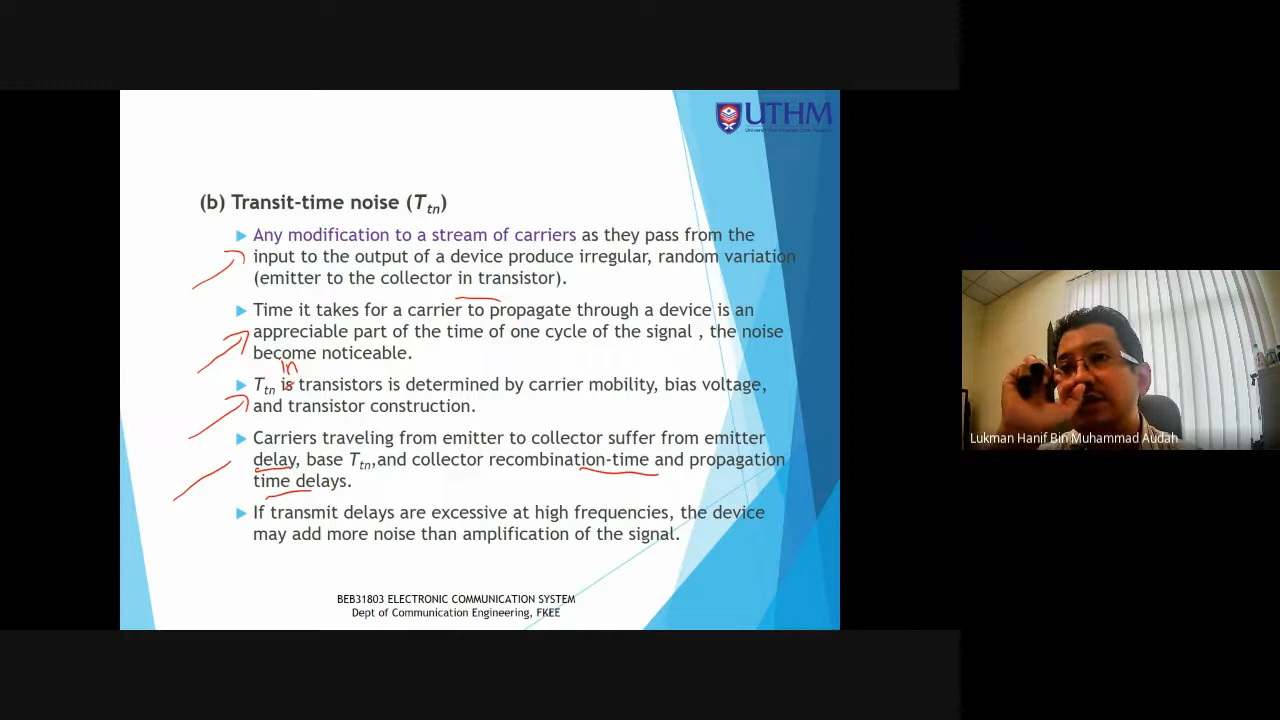 UTHM
(b) Transit-time noise (Ttn)
Any modification to a stream of carriers as they pass from the
input to the output of a device produce irregular, random variation
(emitter to the collector in transistor).
Time it takes for a carrier to propagate through a device is an
appreciable part of the time of one cycle of the signal , the noise
become noticeable.
in
Ttn is transistors is determined by carrier mobility, bias voltage,
and transistor construction.
Carriers traveling from emitter to collector suffer from emitter
delay, base Ttn,and collector recombination-time and propagation
time delays.
If transmit delays are excessive at high frequencies, the device
may add more noise than amplification of the signal.
BEB31803 ELECTRONIC COMMUNICATION SYSTEM
Dept of Communication Engineering, FKEE
Lukman Hanif Bin Muhammad Audah